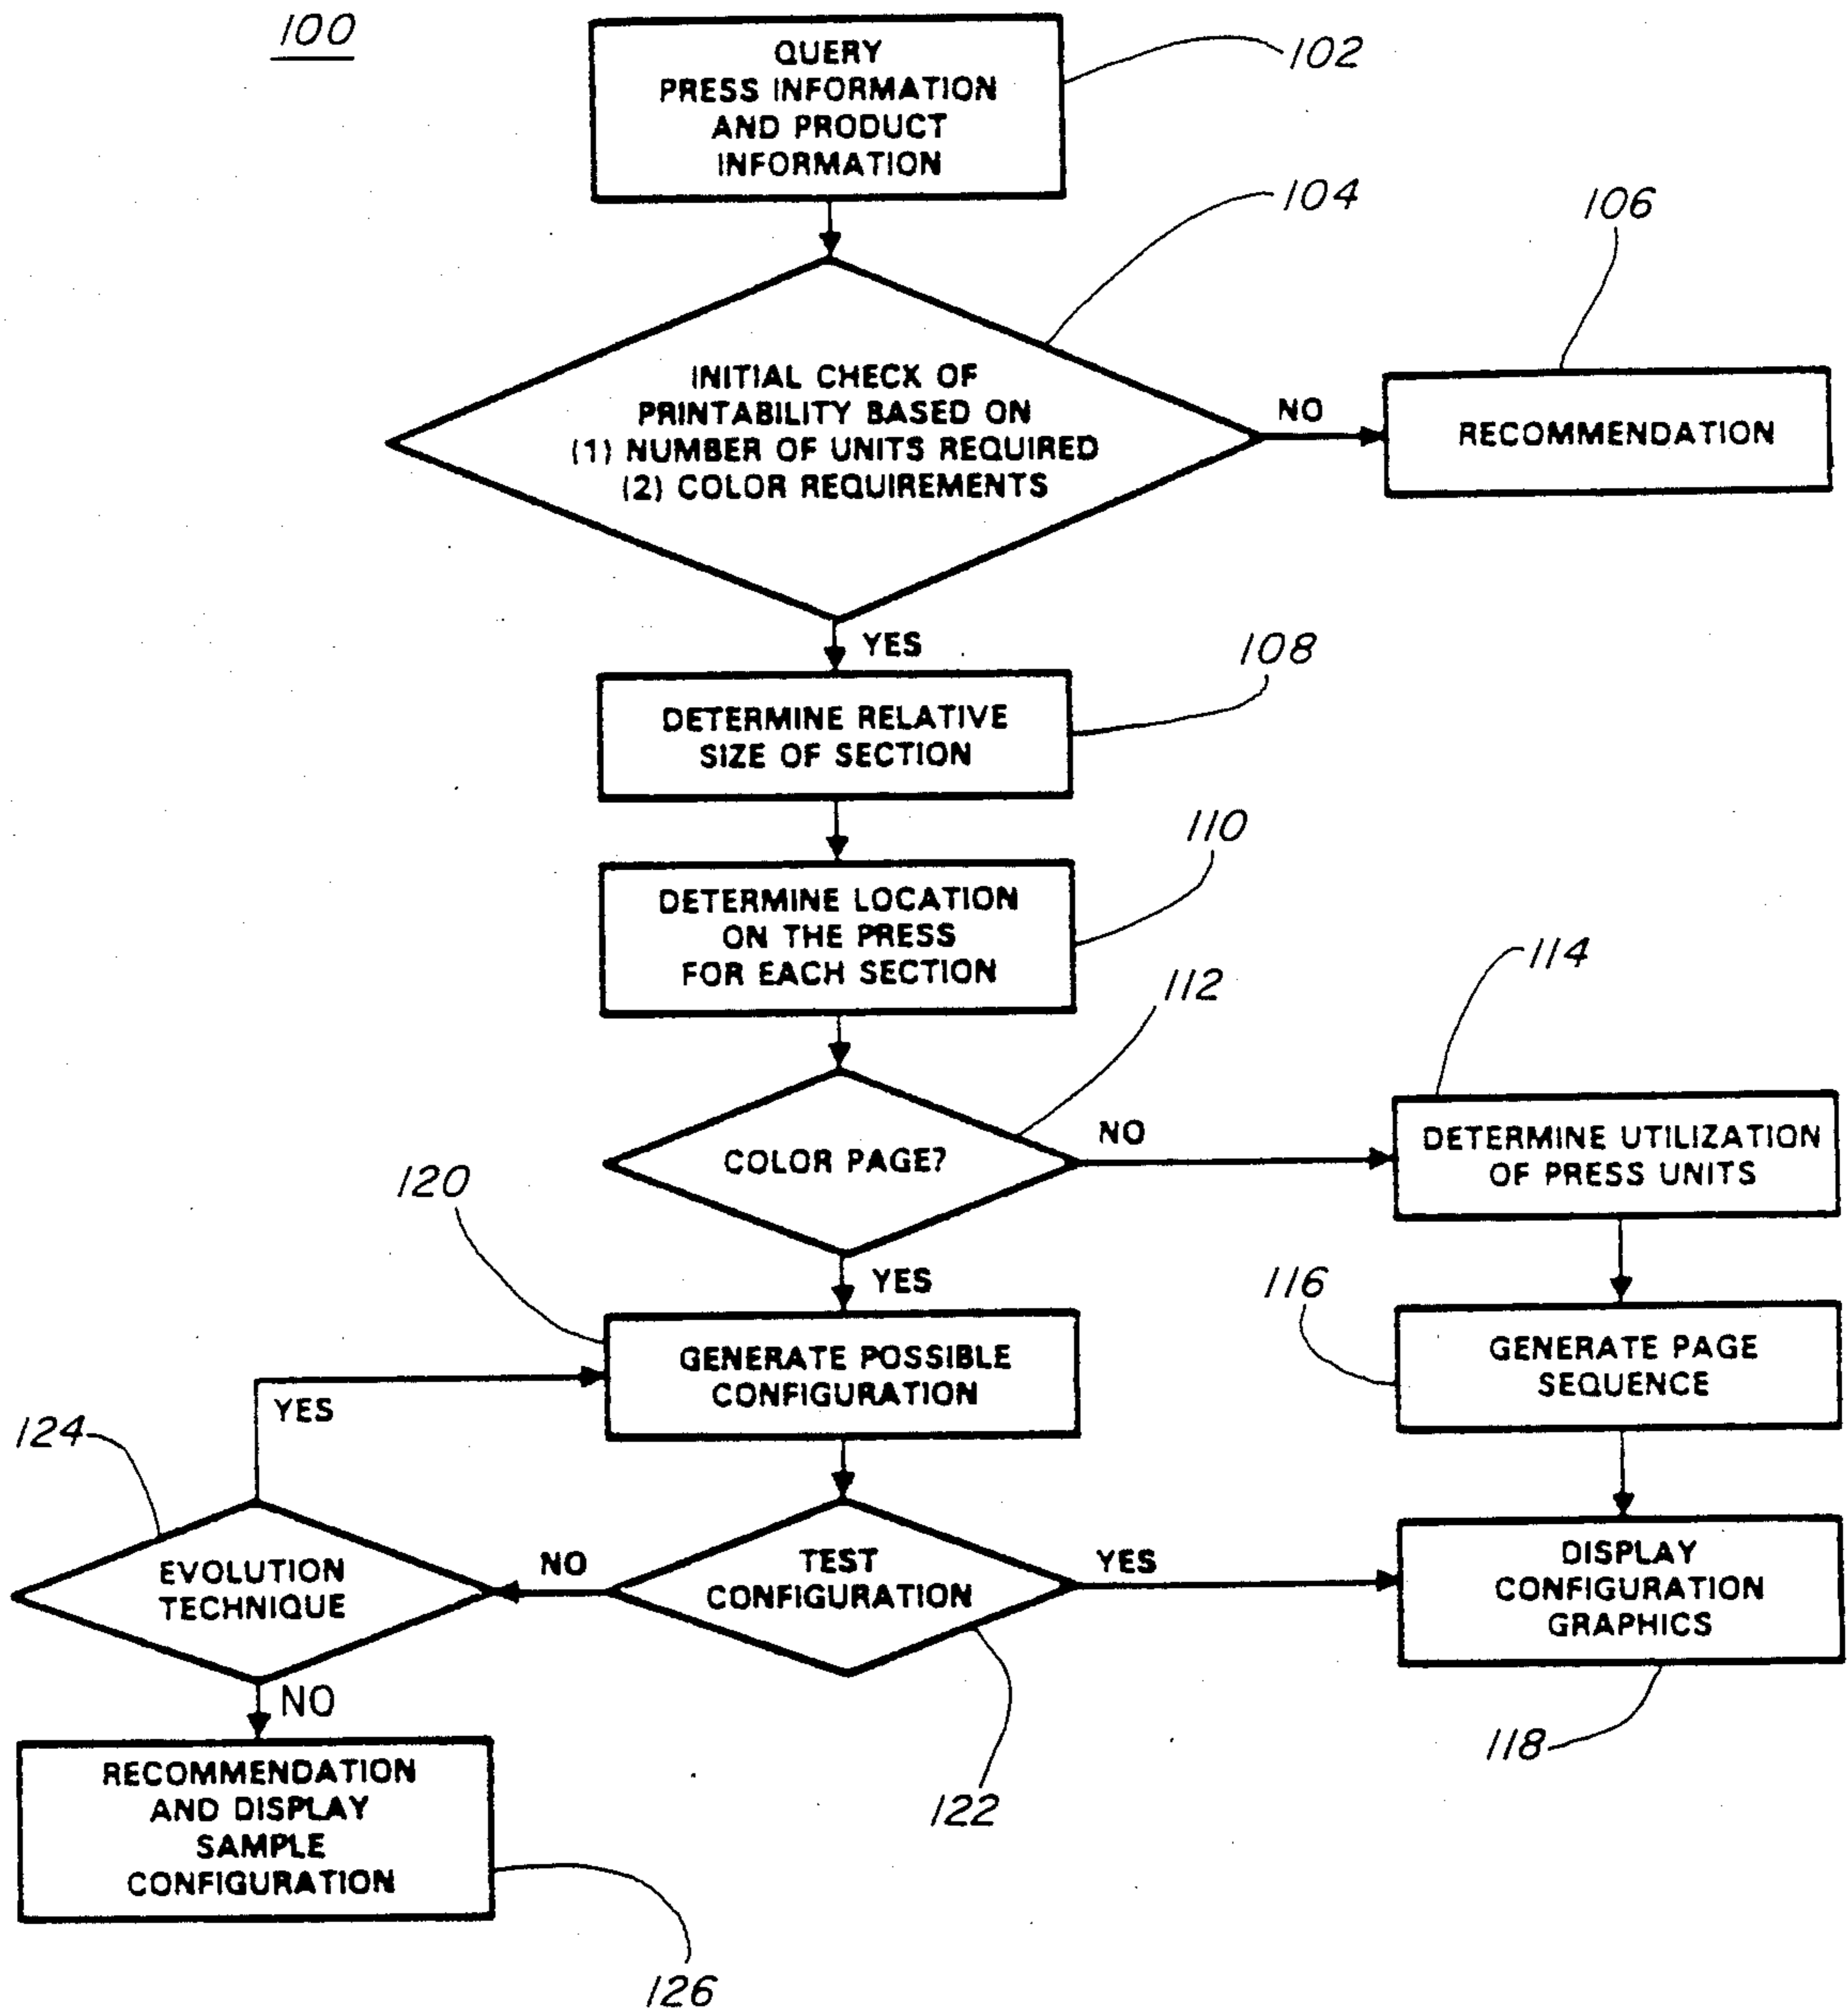 100
QUERY
PRESS INFORMATION
AND PRODUCT
INFORMATION
102
104
106
INITIAL CHECK OF
PRINTABILITY BASED ON
(1) NUMBER OF UNITS REQUIRED
(2) COLOR REQUIREMENTS
NO
RECOMMENDATION
YES
108
DETERMINE RELATIVE
SIZE OF SECTION
110
DETERMINE LOCATION
ON THE PRESS
FOR EACH SECTION
112
114
COLOR PAGE?
NO
DETERMINE UTILIZATION
OF PRESS UNITS
120
YES
116
GENERATE POSSIBLE
CONFIGURATION
GENERATE PAGE
SEQUENCE
YES
124
EVOLUTION
TECHNIQUE
NO
TEST
CONFIGURATION
YES
DISPLAY
CONFIGURATION
GRAPHICS
NO
118
122
RECOMMENDATION
AND DISPLAY
SAMPLE
CONFIGURATION
126